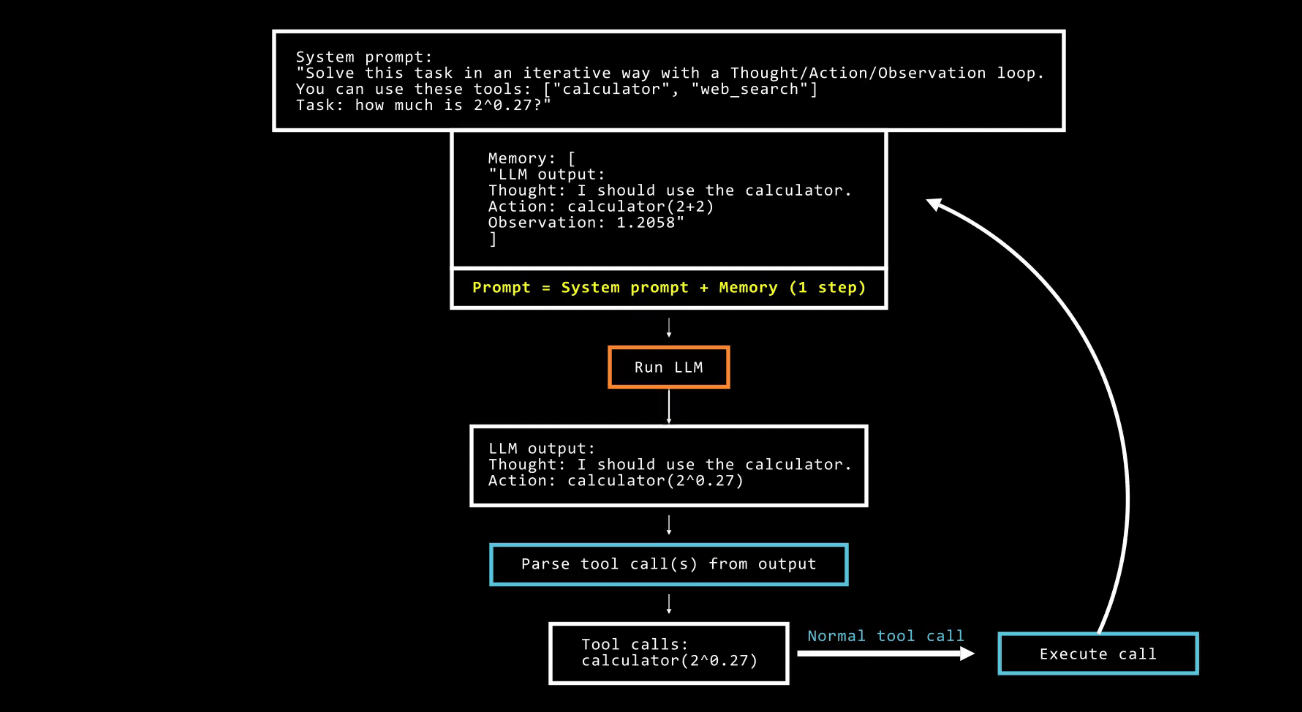 System prompt:
"Solve this task in an iterative way with a Thought/Action/Observation loop.
You can use these tools: ["calculator", "web_search"]
Task: how much is 2^0.27?"
Memory: [
"LLM output:
Thought: I should use the calculator.
Action: calculator(2+2)
Observation: 1.2058"
]
Prompt = System prompt + Memory (1 step)
Run LLM
LLM output:
Thought: I should use the calculator.
Action: calculator(2^0.27)
Parse tool call(s) from output
Tool calls:
calculator(2^0.27)
Normal tool call
Execute call